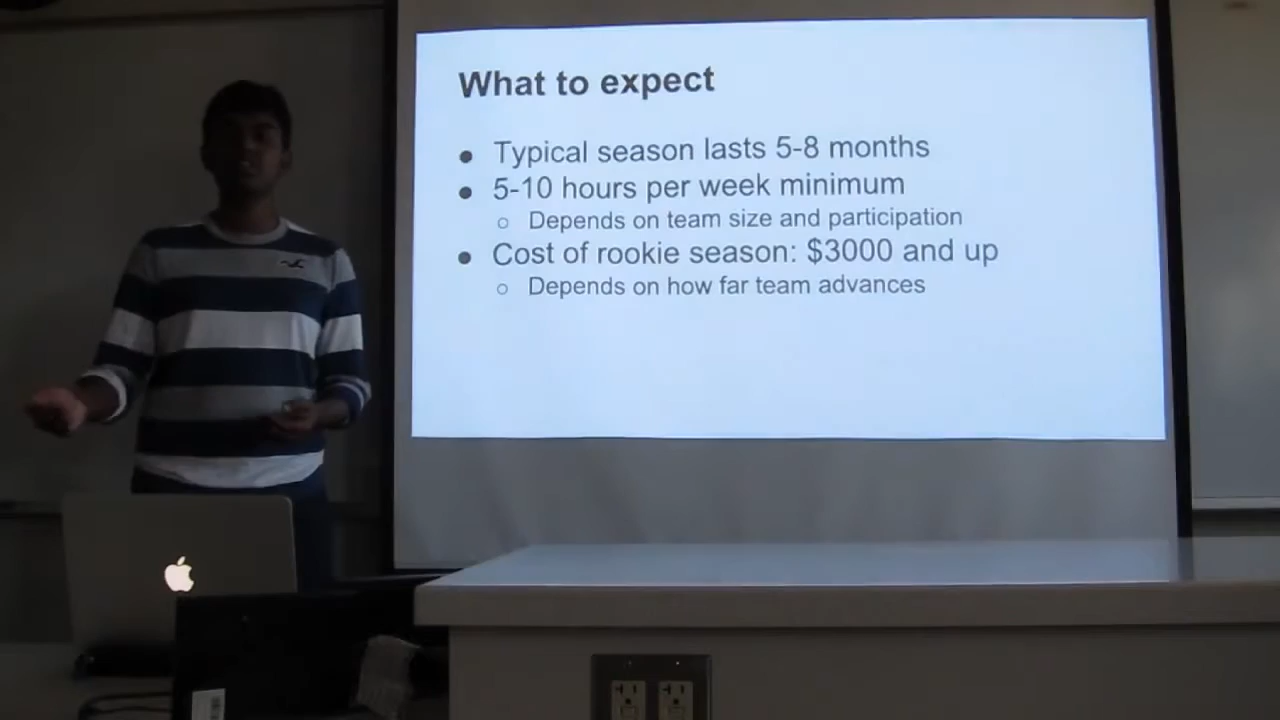 What to expect
● Typical season lasts 5-8 months
● 5-10 hours per week minimum
○ Depends on team size and participation
● Cost of rookie season: $3000 and up
○ Depends on how far team advances